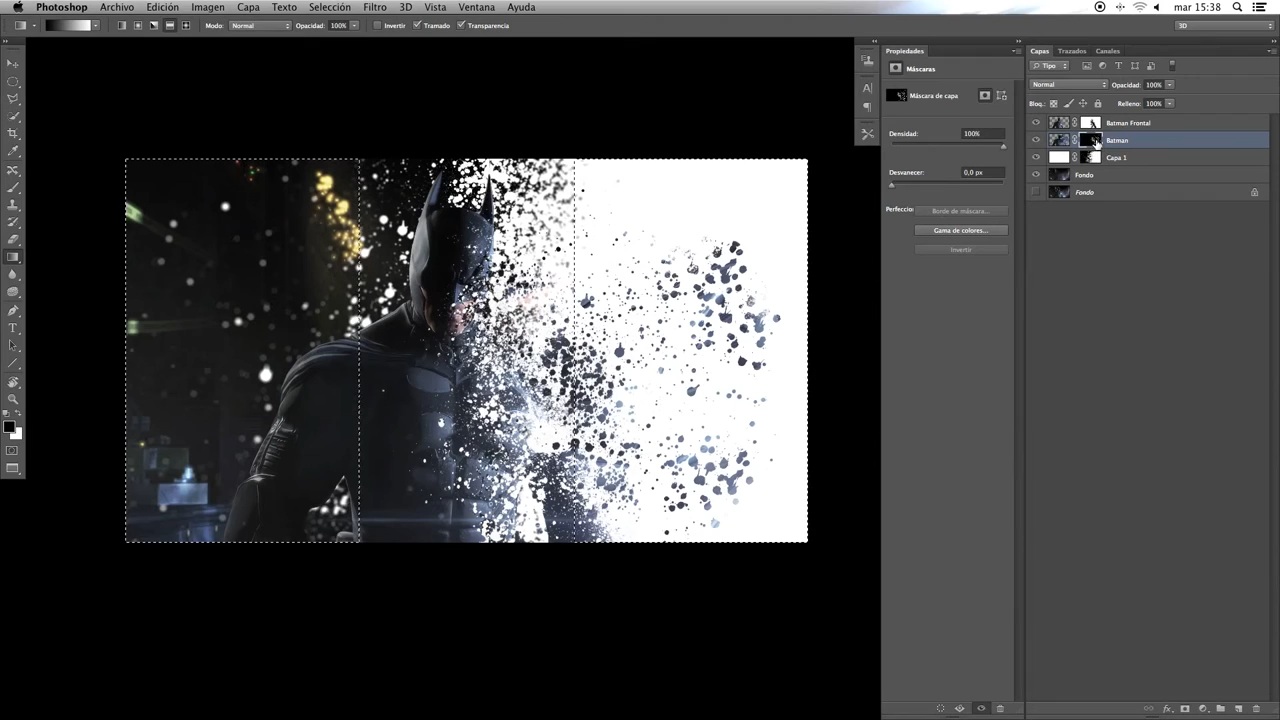 Photoshop Archivo Edición Imagen Capa Texto Selección Filtro 3D Vista Ventana Ayuda mar 15:38
Modo: Normal Opacidad: 100% Invertir Tramado Transparencia 3D
Propiedades
Máscaras
Máscara de capa
Densidad: 100%
Desvanecer: 0,0 px
Borde de máscara...
Gama de colores...
Invertir
Capas Trazados Canales
Tipo
Normal Opacidad: 100%
Bloq.: Relleno: 100%
Batman Frontal
Batman
Capa 1
Fondo
Fondo